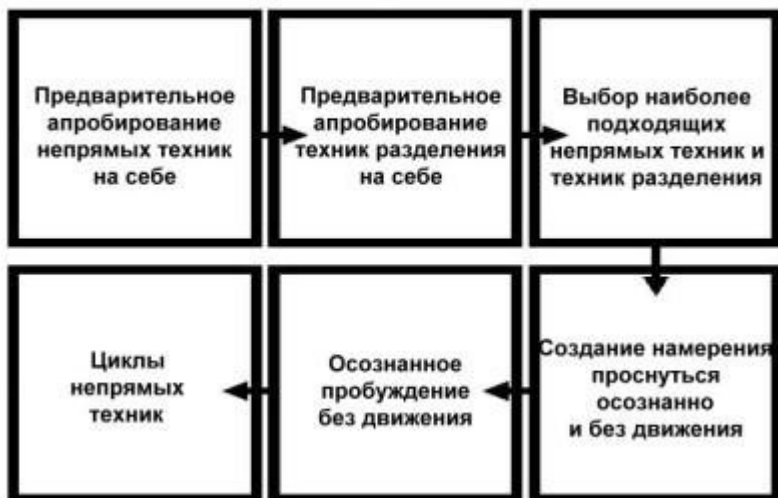 Предварительное
апробирование
непрямых техник
на себе
Предварительное
апробирование
техник разделения
на себе
Выбор наиболее
подходящих
непрямых техник и
техник разделения
Создание намерения
проснуться
осознанно
и без движения
Осознанное
пробуждение
без движения
Циклы
непрямых
техник